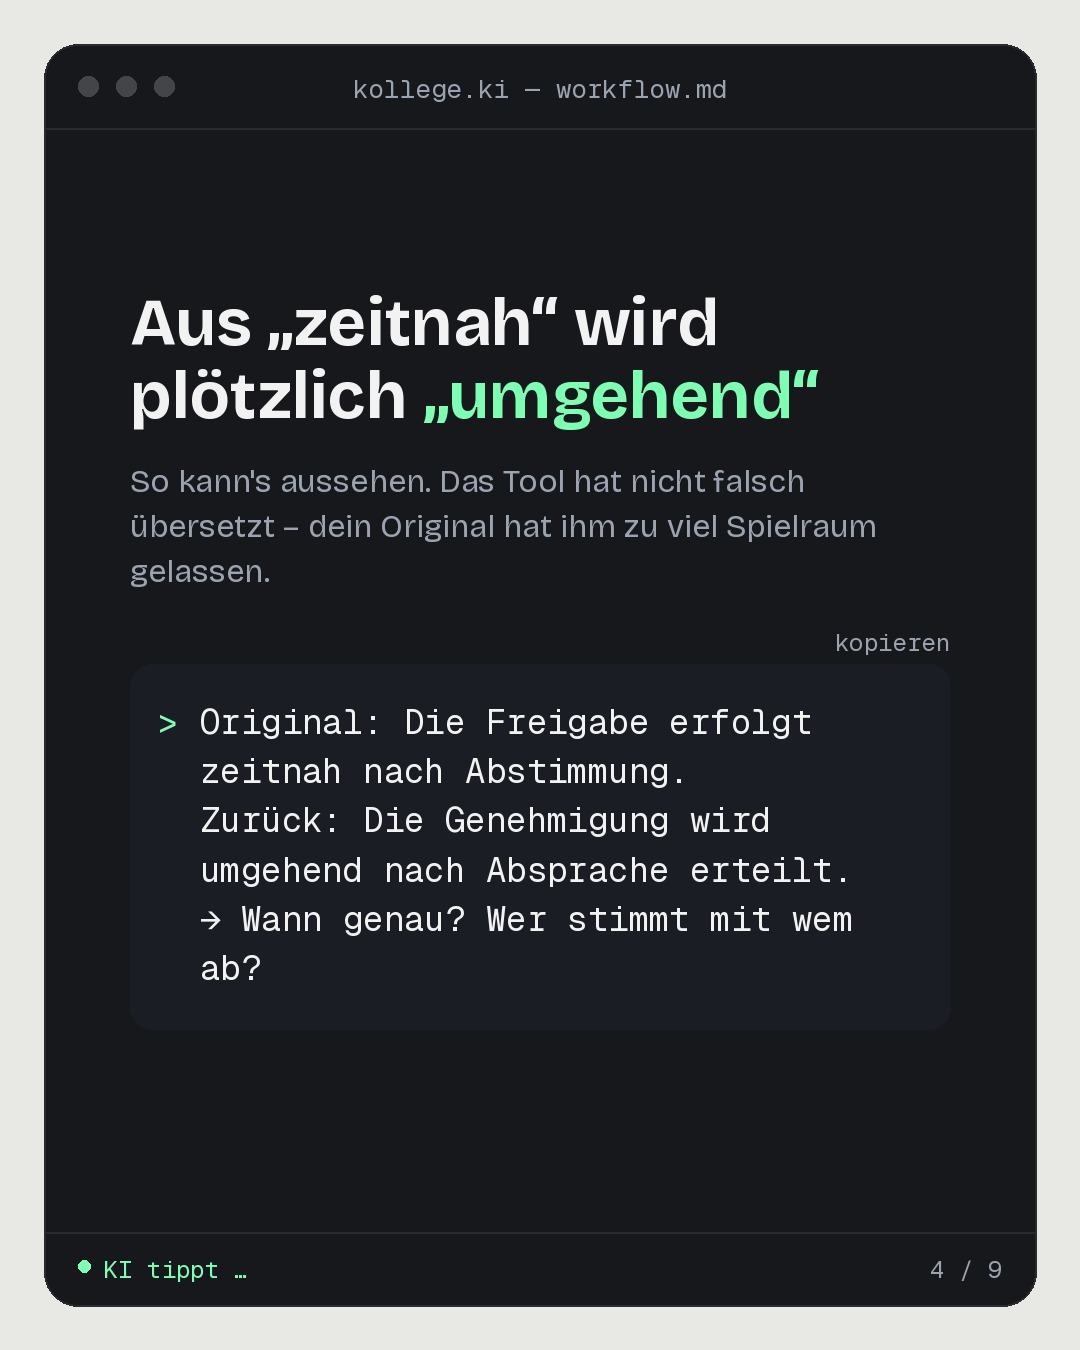 kollege.ki — workflow.md
Aus „zeitnah“ wird
plötzlich „umgehend“
So kann's aussehen. Das Tool hat nicht falsch
übersetzt – dein Original hat ihm zu viel Spielraum
gelassen.
kopieren
> Original: Die Freigabe erfolgt
zeitnah nach Abstimmung.
Zurück: Die Genehmigung wird
umgehend nach Absprache erteilt.
→ Wann genau? Wer stimmt mit wem
ab?
KI tippt …
4 / 9